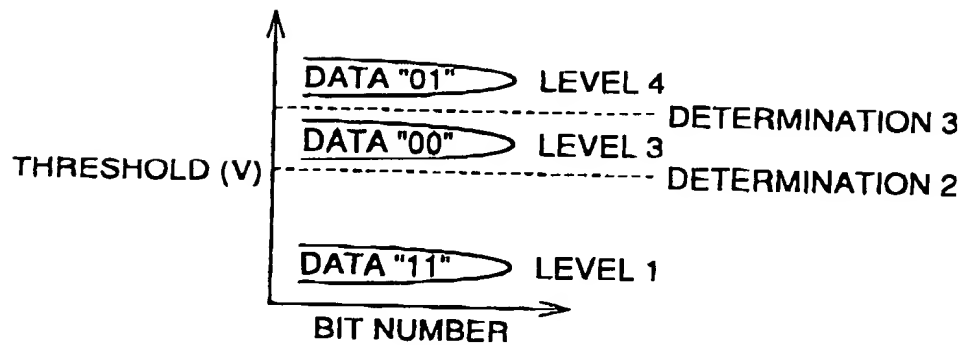 DATA "01" LEVEL 4
DETERMINATION 3
DATA "00" LEVEL 3
THRESHOLD (V)
DETERMINATION 2
DATA "11" LEVEL 1
BIT NUMBER